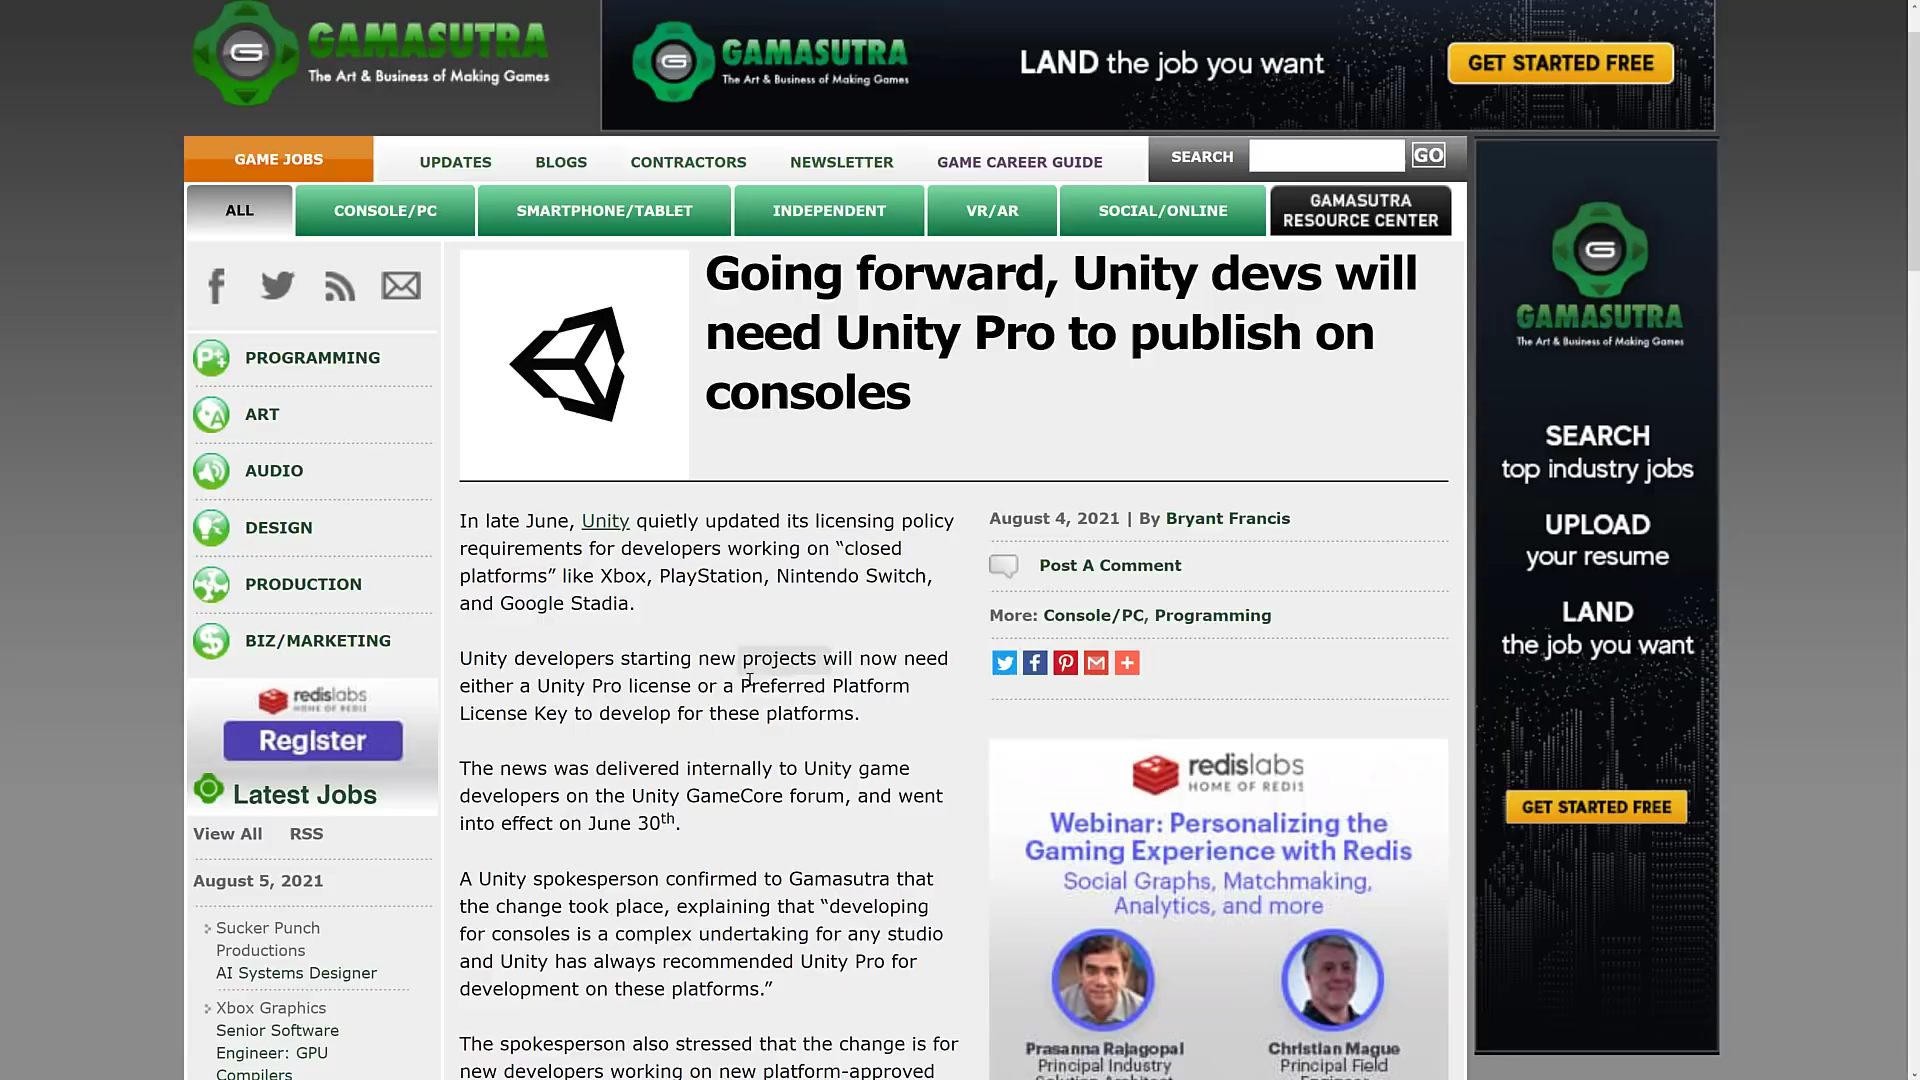 GAMASUTRA
The Art & Business of Making Games
GAMASUTRA
The Art & Business of Making Games
LAND the job you want
GET STARTED FREE
GAME JOBS
UPDATES
BLOGS
CONTRACTORS
NEWSLETTER
GAME CAREER GUIDE
SEARCH
GO
ALL
CONSOLE/PC
SMARTPHONE/TABLET
INDEPENDENT
VR/AR
SOCIAL/ONLINE
GAMASUTRA
RESOURCE CENTER
PROGRAMMING
ART
AUDIO
DESIGN
PRODUCTION
BIZ/MARKETING
redislabs
HOME OF REDIS
Register
Latest Jobs
View All RSS
August 5, 2021
Sucker Punch
Productions
AI Systems Designer
Xbox Graphics
Senior Software
Engineer: GPU
Compilers
Going forward, Unity devs will
need Unity Pro to publish on
consoles
In late June, Unity quietly updated its licensing policy
requirements for developers working on “closed
platforms” like Xbox, PlayStation, Nintendo Switch,
and Google Stadia.
Unity developers starting new projects will now need
either a Unity Pro license or a Preferred Platform
License Key to develop for these platforms.
The news was delivered internally to Unity game
developers on the Unity GameCore forum, and went
into effect on June 30th.
A Unity spokesperson confirmed to Gamasutra that
the change took place, explaining that “developing
for consoles is a complex undertaking for any studio
and Unity has always recommended Unity Pro for
development on these platforms.”
The spokesperson also stressed that the change is for
new developers working on new platform-approved
August 4, 2021 | By Bryant Francis
Post A Comment
More: Console/PC, Programming
redislabs
HOME OF REDIS
Webinar: Personalizing the
Gaming Experience with Redis
Social Graphs, Matchmaking,
Analytics, and more
Prasanna Rajagopal
Principal Industry
Christian Mague
Principal Field
GAMASUTRA
The Art & Business of Making Games
SEARCH
top industry jobs
UPLOAD
your resume
LAND
the job you want
GET STARTED FREE